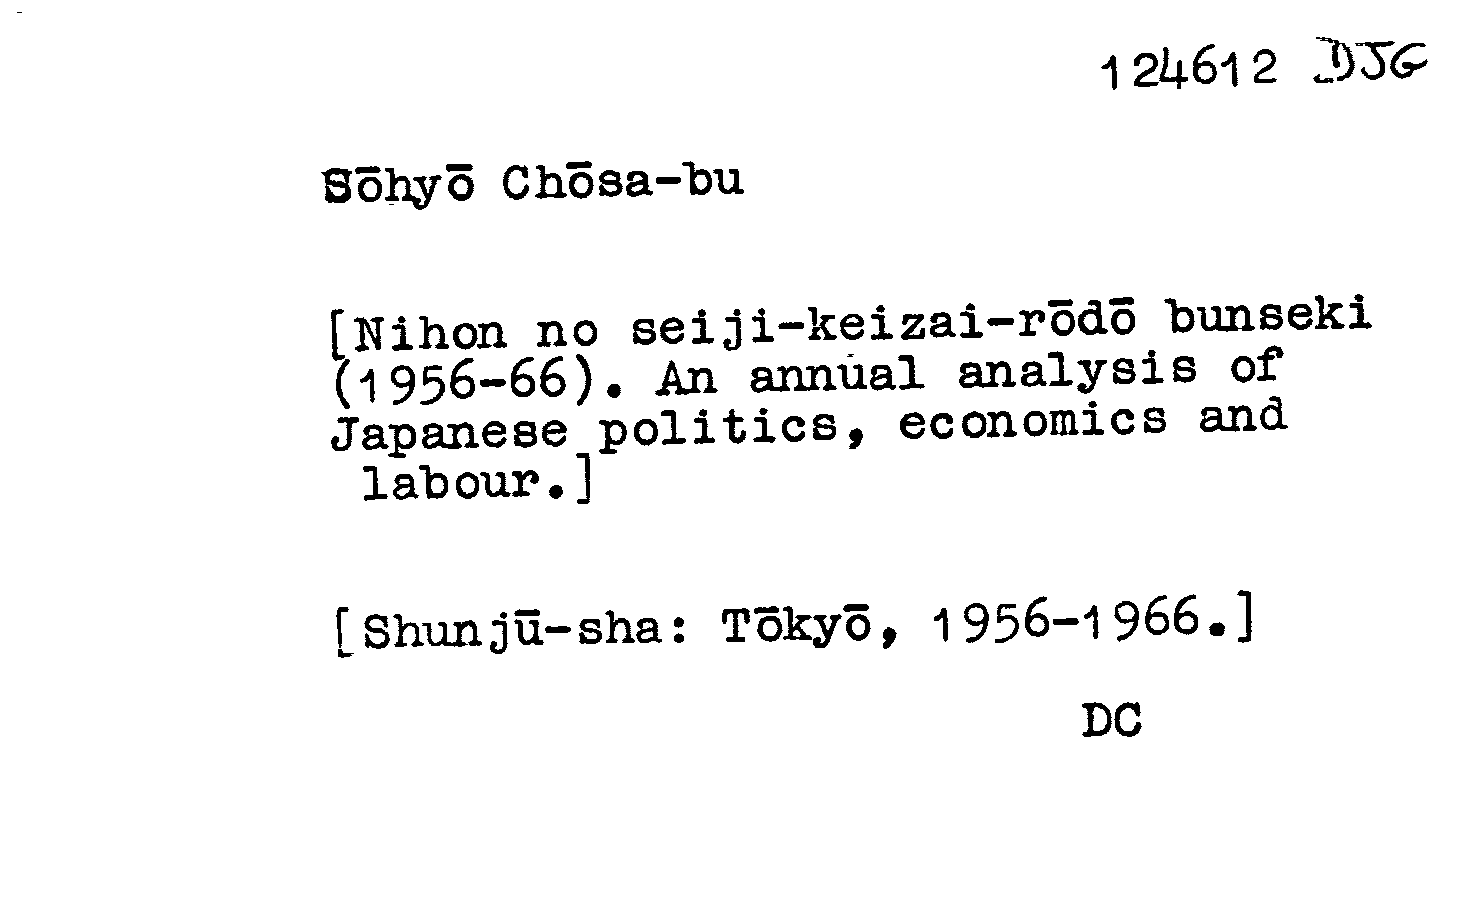 124612 DJG
Sōhyō Chōsa-bu
[Nihon no seiji-keizai-rōdō bunseki
(1956-66). An annual analysis of
Japanese politics, economics and
labour.]
[Shunjū-sha: Tōkyō, 1956-1966.]
DC